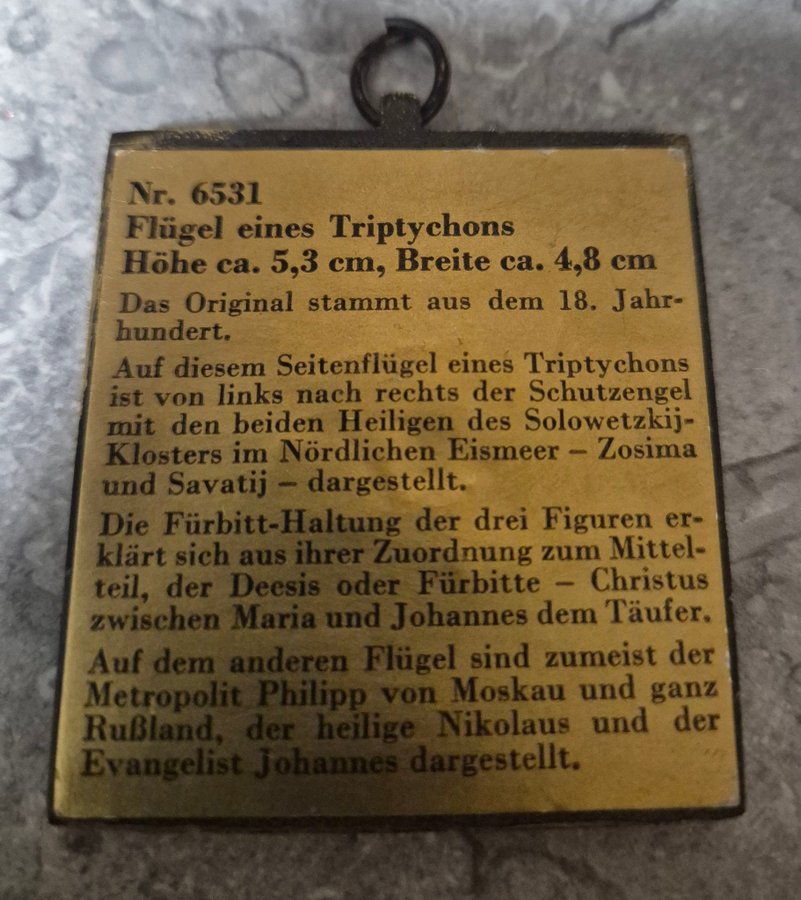 Nr. 6531
Flügel eines Triptychons
Höhe ca. 5,3 cm, Breite ca. 4,8 cm
Das Original stammt aus dem 18. Jahr-
hundert.
Auf diesem Seitenflügel eines Triptychons
ist von links nach rechts der Schutzengel
mit den beiden Heiligen des Solowetzkij-
Klosters im Nördlichen Eismeer – Zosima
und Savatij – dargestellt.
Die Fürbitt-Haltung der drei Figuren er-
klärt sich aus ihrer Zuordnung zum Mittel-
teil, der Deesis oder Fürbitte – Christus
zwischen Maria und Johannes dem Täufer.
Auf dem anderen Flügel sind zumeist der
Metropolit Philipp von Moskau und ganz
Rußland, der heilige Nikolaus und der
Evangelist Johannes dargestellt.